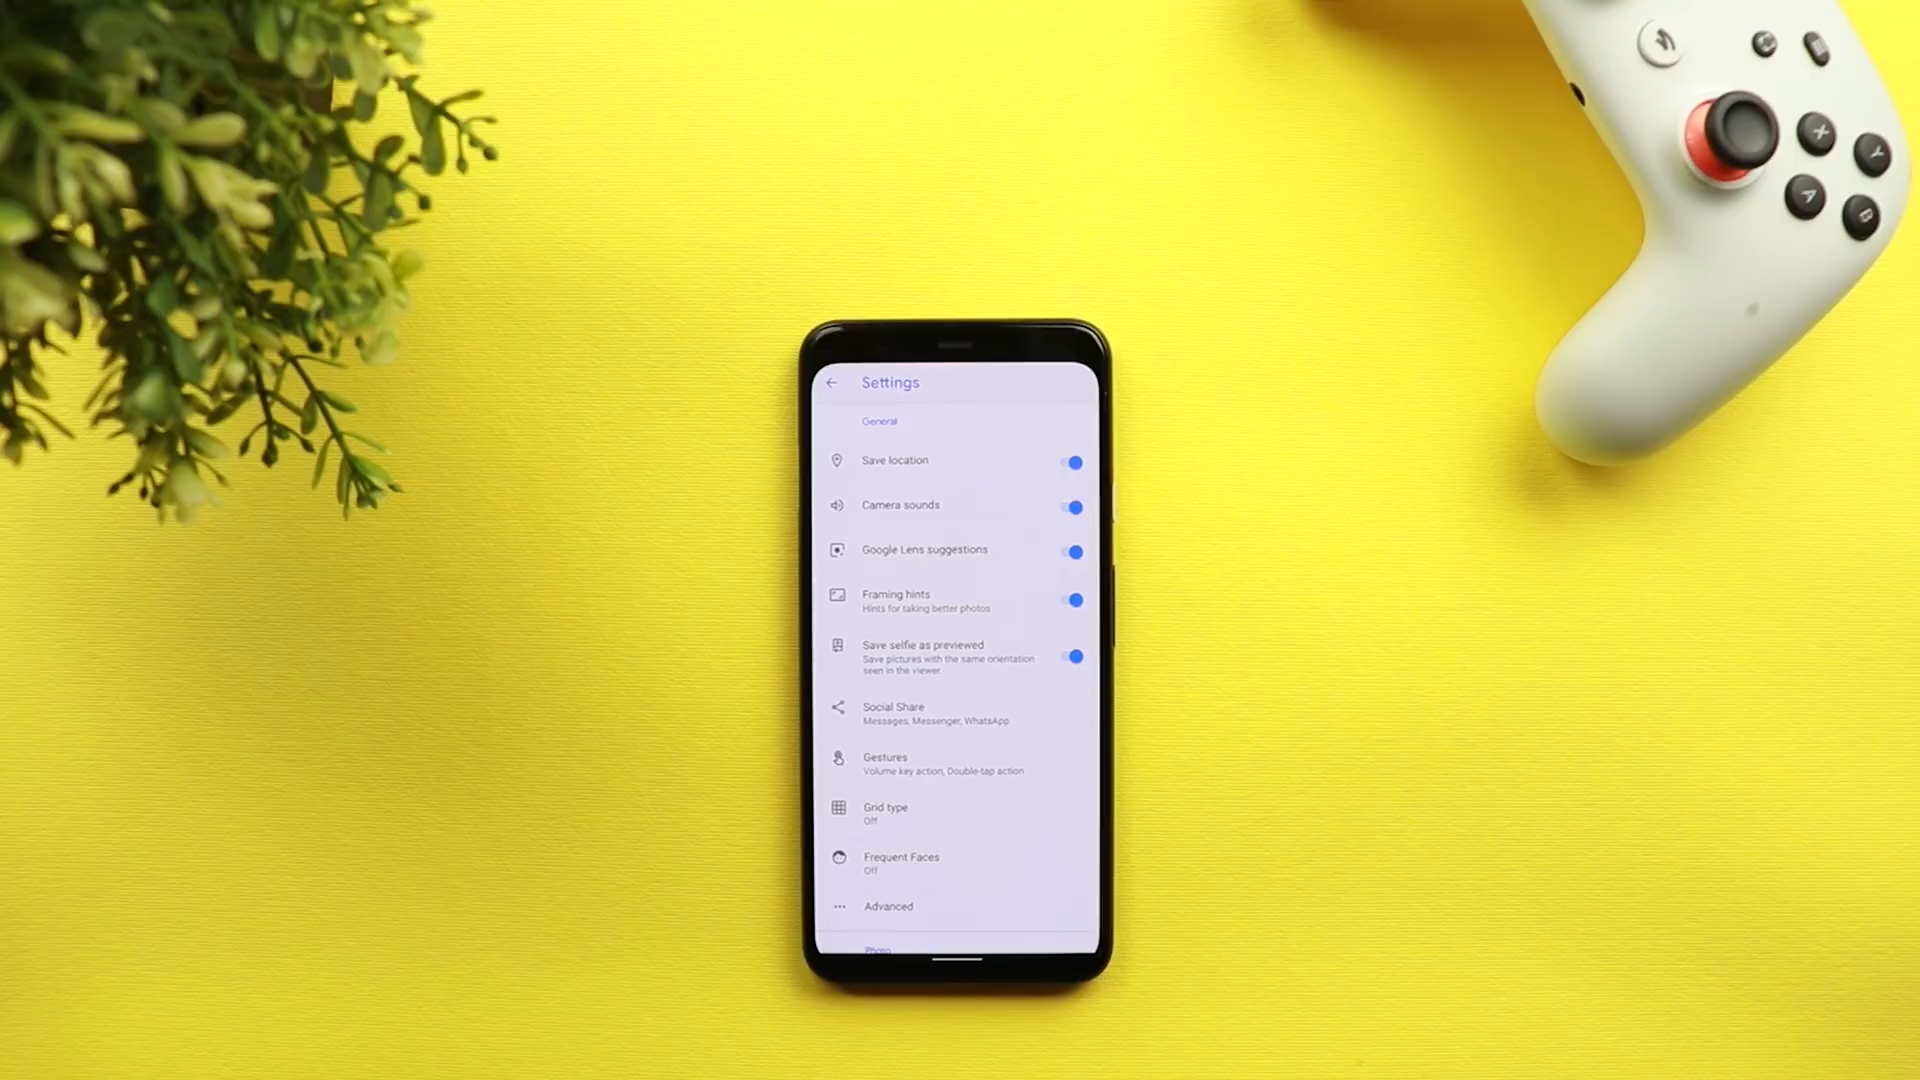 Settings
General
Save location
Camera sounds
Google Lens suggestions
Framing hints
Hints for taking better photos
Save selfie as previewed
Save pictures with the same orientation
seen in the viewer.
Social Share
Messages, Messenger, WhatsApp
Gestures
Volume key action, Double-tap action
Grid type
Off
Frequent Faces
Off
Advanced
Photo
X
Y
A
B